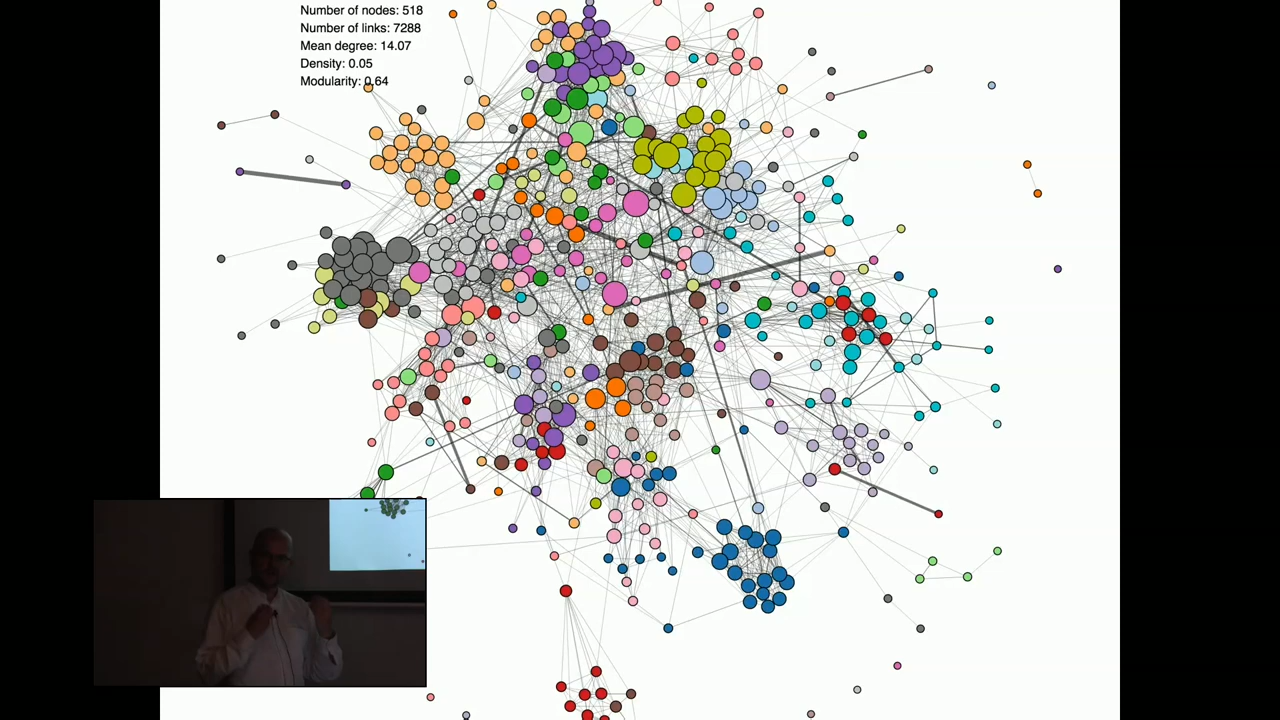 Number of nodes: 518
Number of links: 7288
Mean degree: 14.07
Density: 0.05
Modularity: 0.64